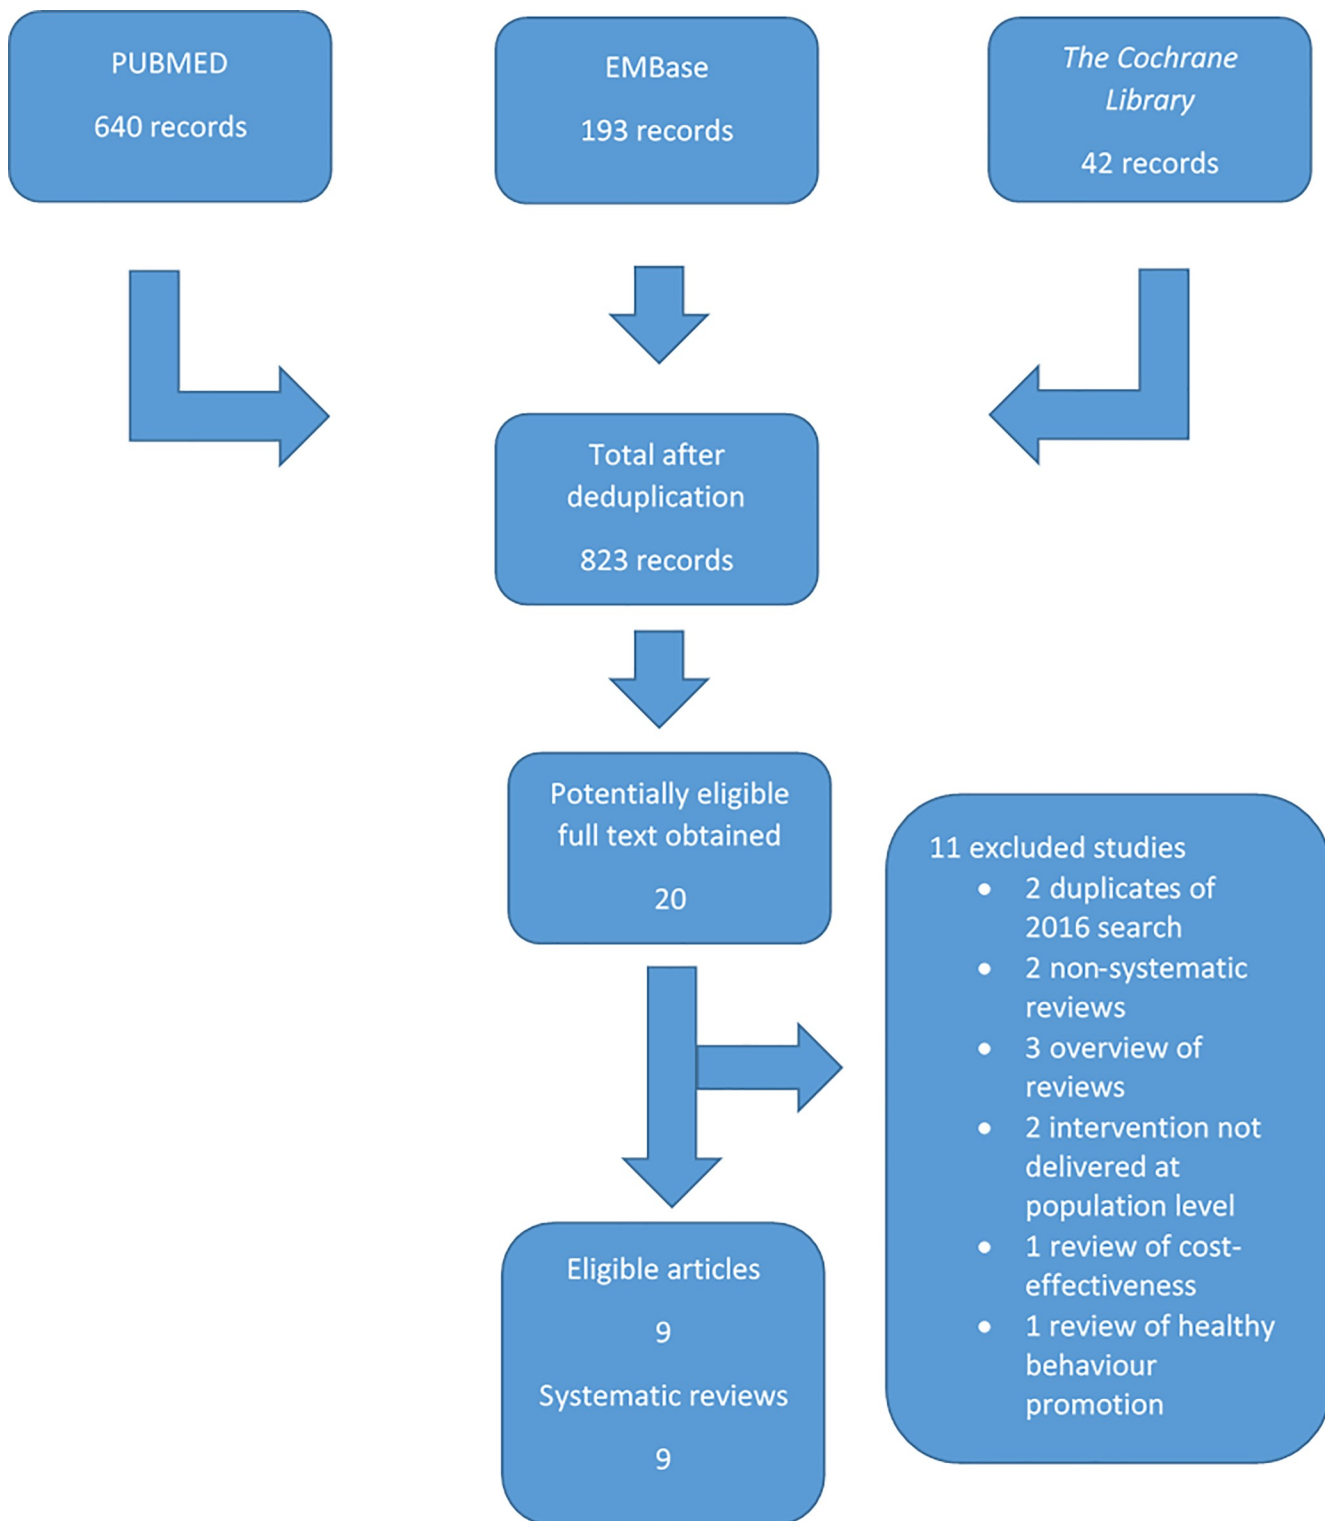 PUBMED
640 records
EMBase
193 records
The Cochrane
Library
42 records
Total after
deduplication
823 records
Potentially eligible
full text obtained
20
11 excluded studies
• 2 duplicates of
2016 search
• 2 non-systematic
reviews
• 3 overview of
reviews
• 2 intervention not
delivered at
population level
• 1 review of cost-
effectiveness
• 1 review of healthy
behaviour
promotion
Eligible articles
9
Systematic reviews
9